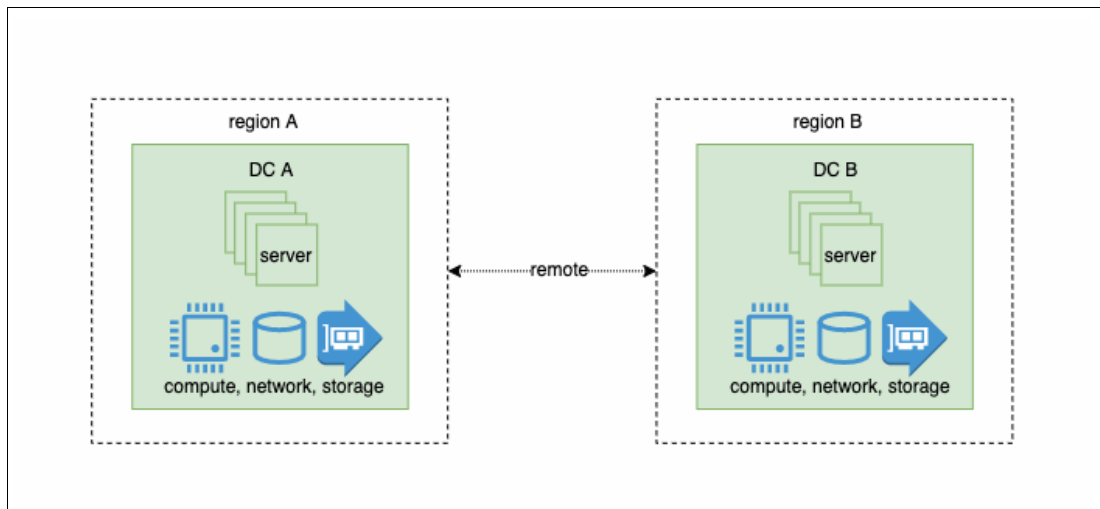 region A
DC A
server
compute, network, storage
remote
region B
DC B
server
compute, network, storage